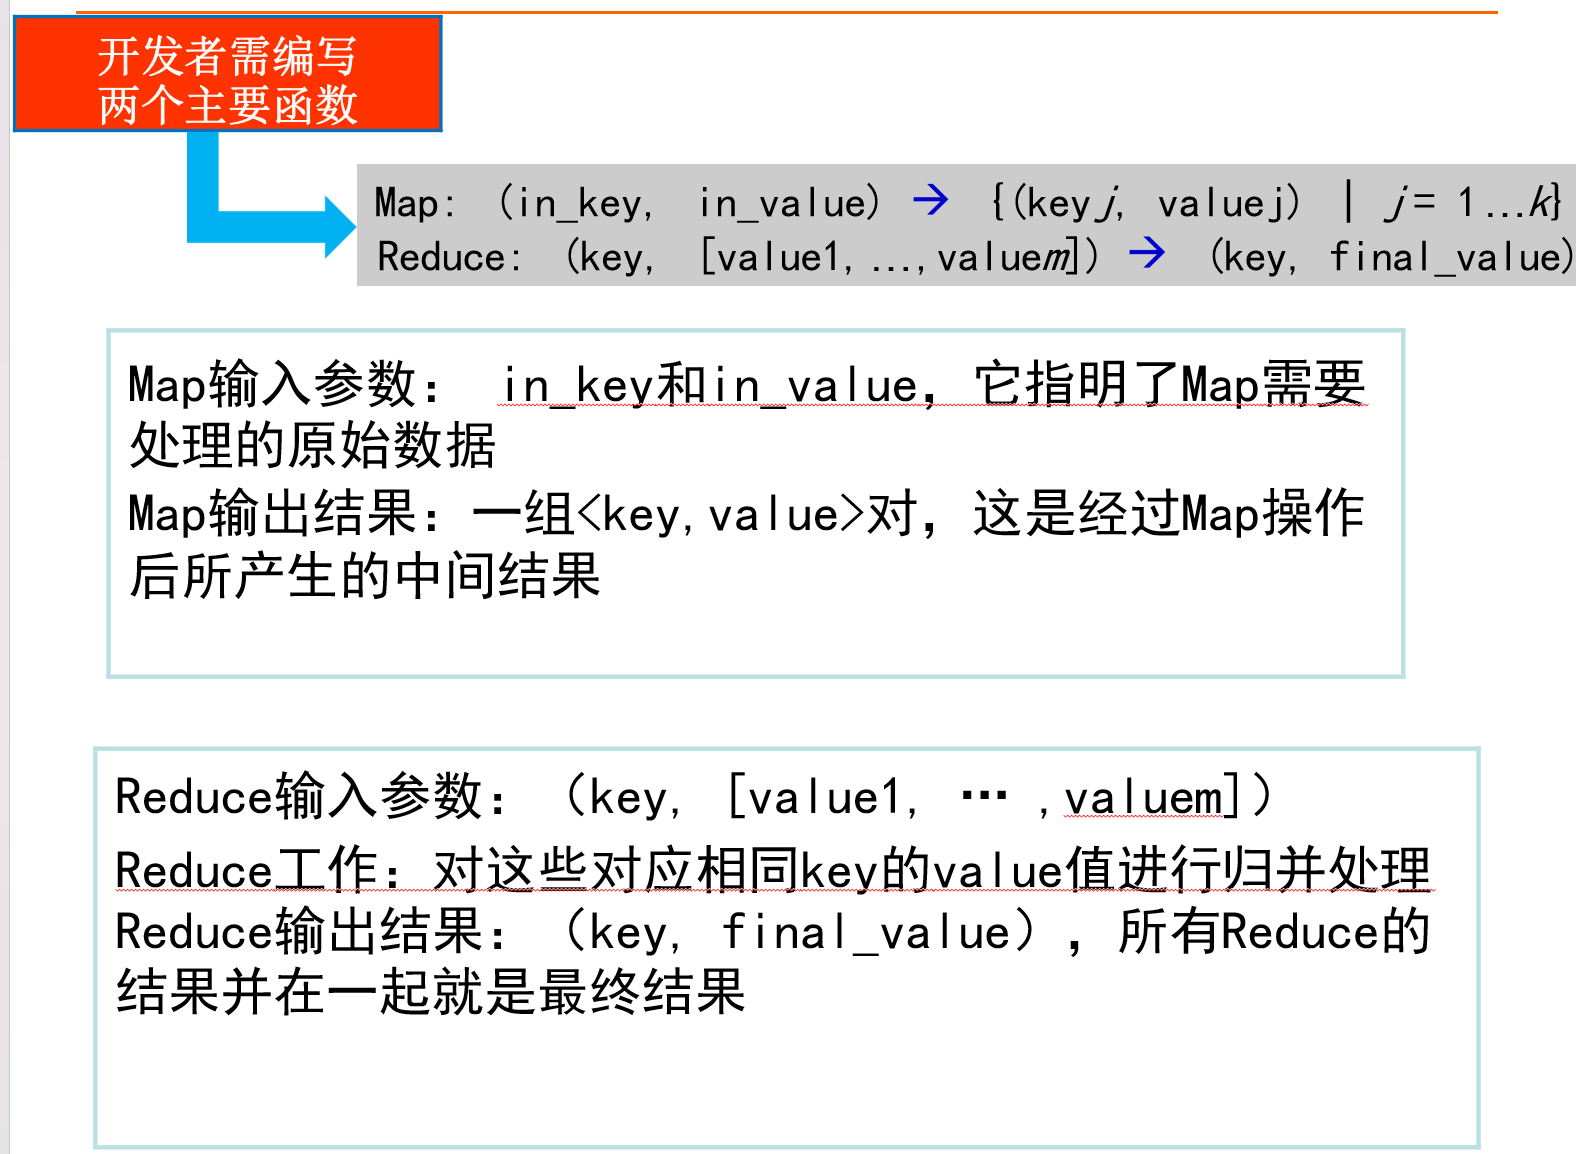 开发者需编写
两个主要函数
Map: (in_key, in_value) → {(keyj, valuej) | j = 1…k}
Reduce: (key, [value1,…,valuem]) → (key, final_value)
Map输入参数： in_key和in_value，它指明了Map需要
处理的原始数据
Map输出结果：一组<key,value>对，这是经过Map操作
后所产生的中间结果
Reduce输入参数：（key, [value1, … ,valuem]）
Reduce工作：对这些对应相同key的value值进行归并处理
Reduce输出结果：（key, final_value），所有Reduce的
结果并在一起就是最终结果